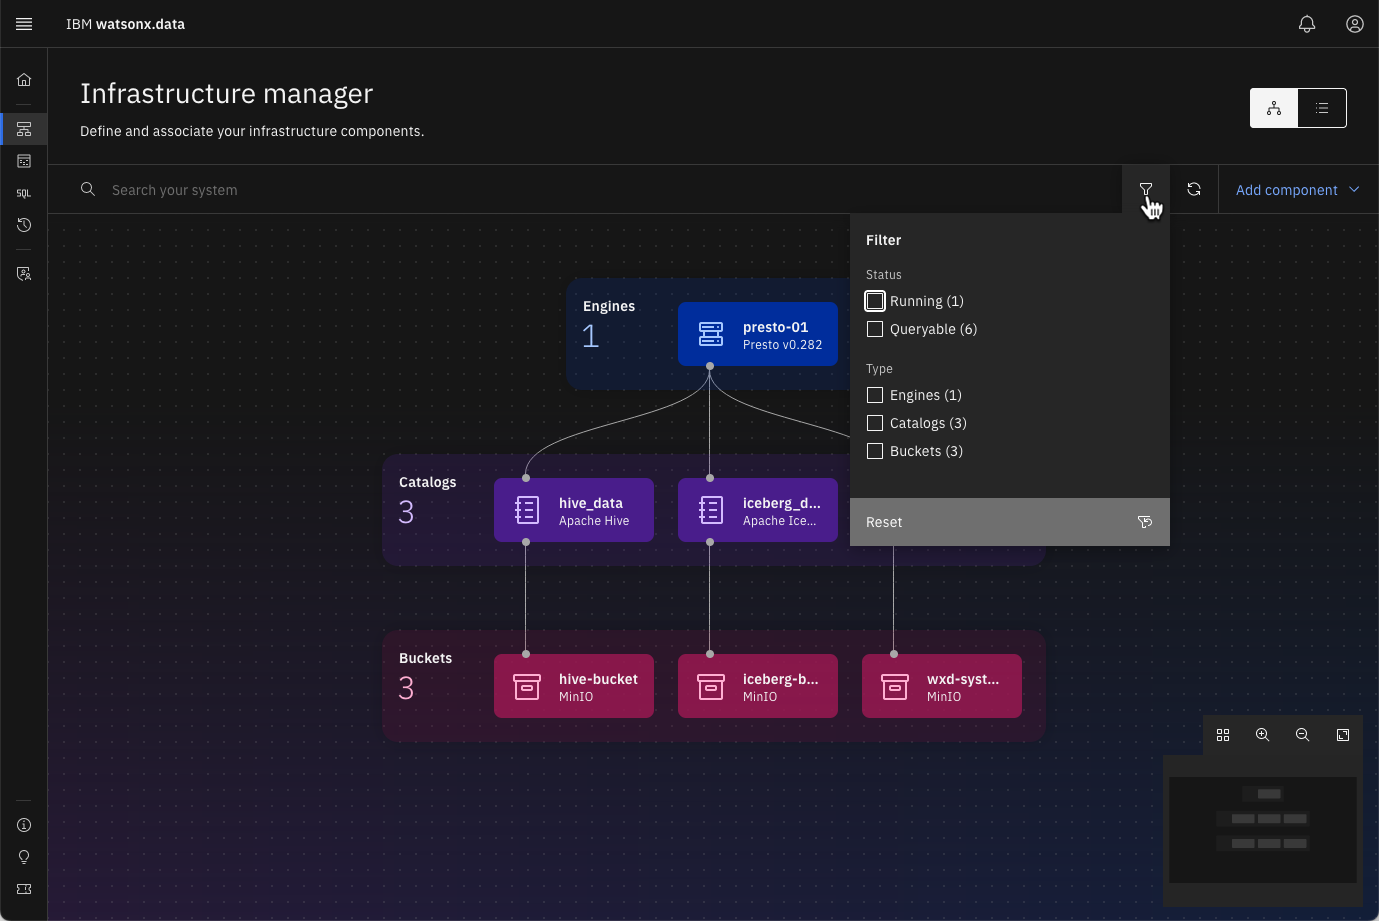 IBM watsonx.data
Infrastructure manager
Define and associate your infrastructure components.
Search your system
Add component
Filter
Status
Running (1)
Queryable (6)
Type
Engines (1)
Catalogs (3)
Buckets (3)
Reset
Engines
1
presto-01
Presto v0.282
Catalogs
3
hive_data
Apache Hive
iceberg_d...
Apache Ice...
Buckets
3
hive-bucket
MinIO
iceberg-b...
MinIO
wxd-syst...
MinIO
SQL